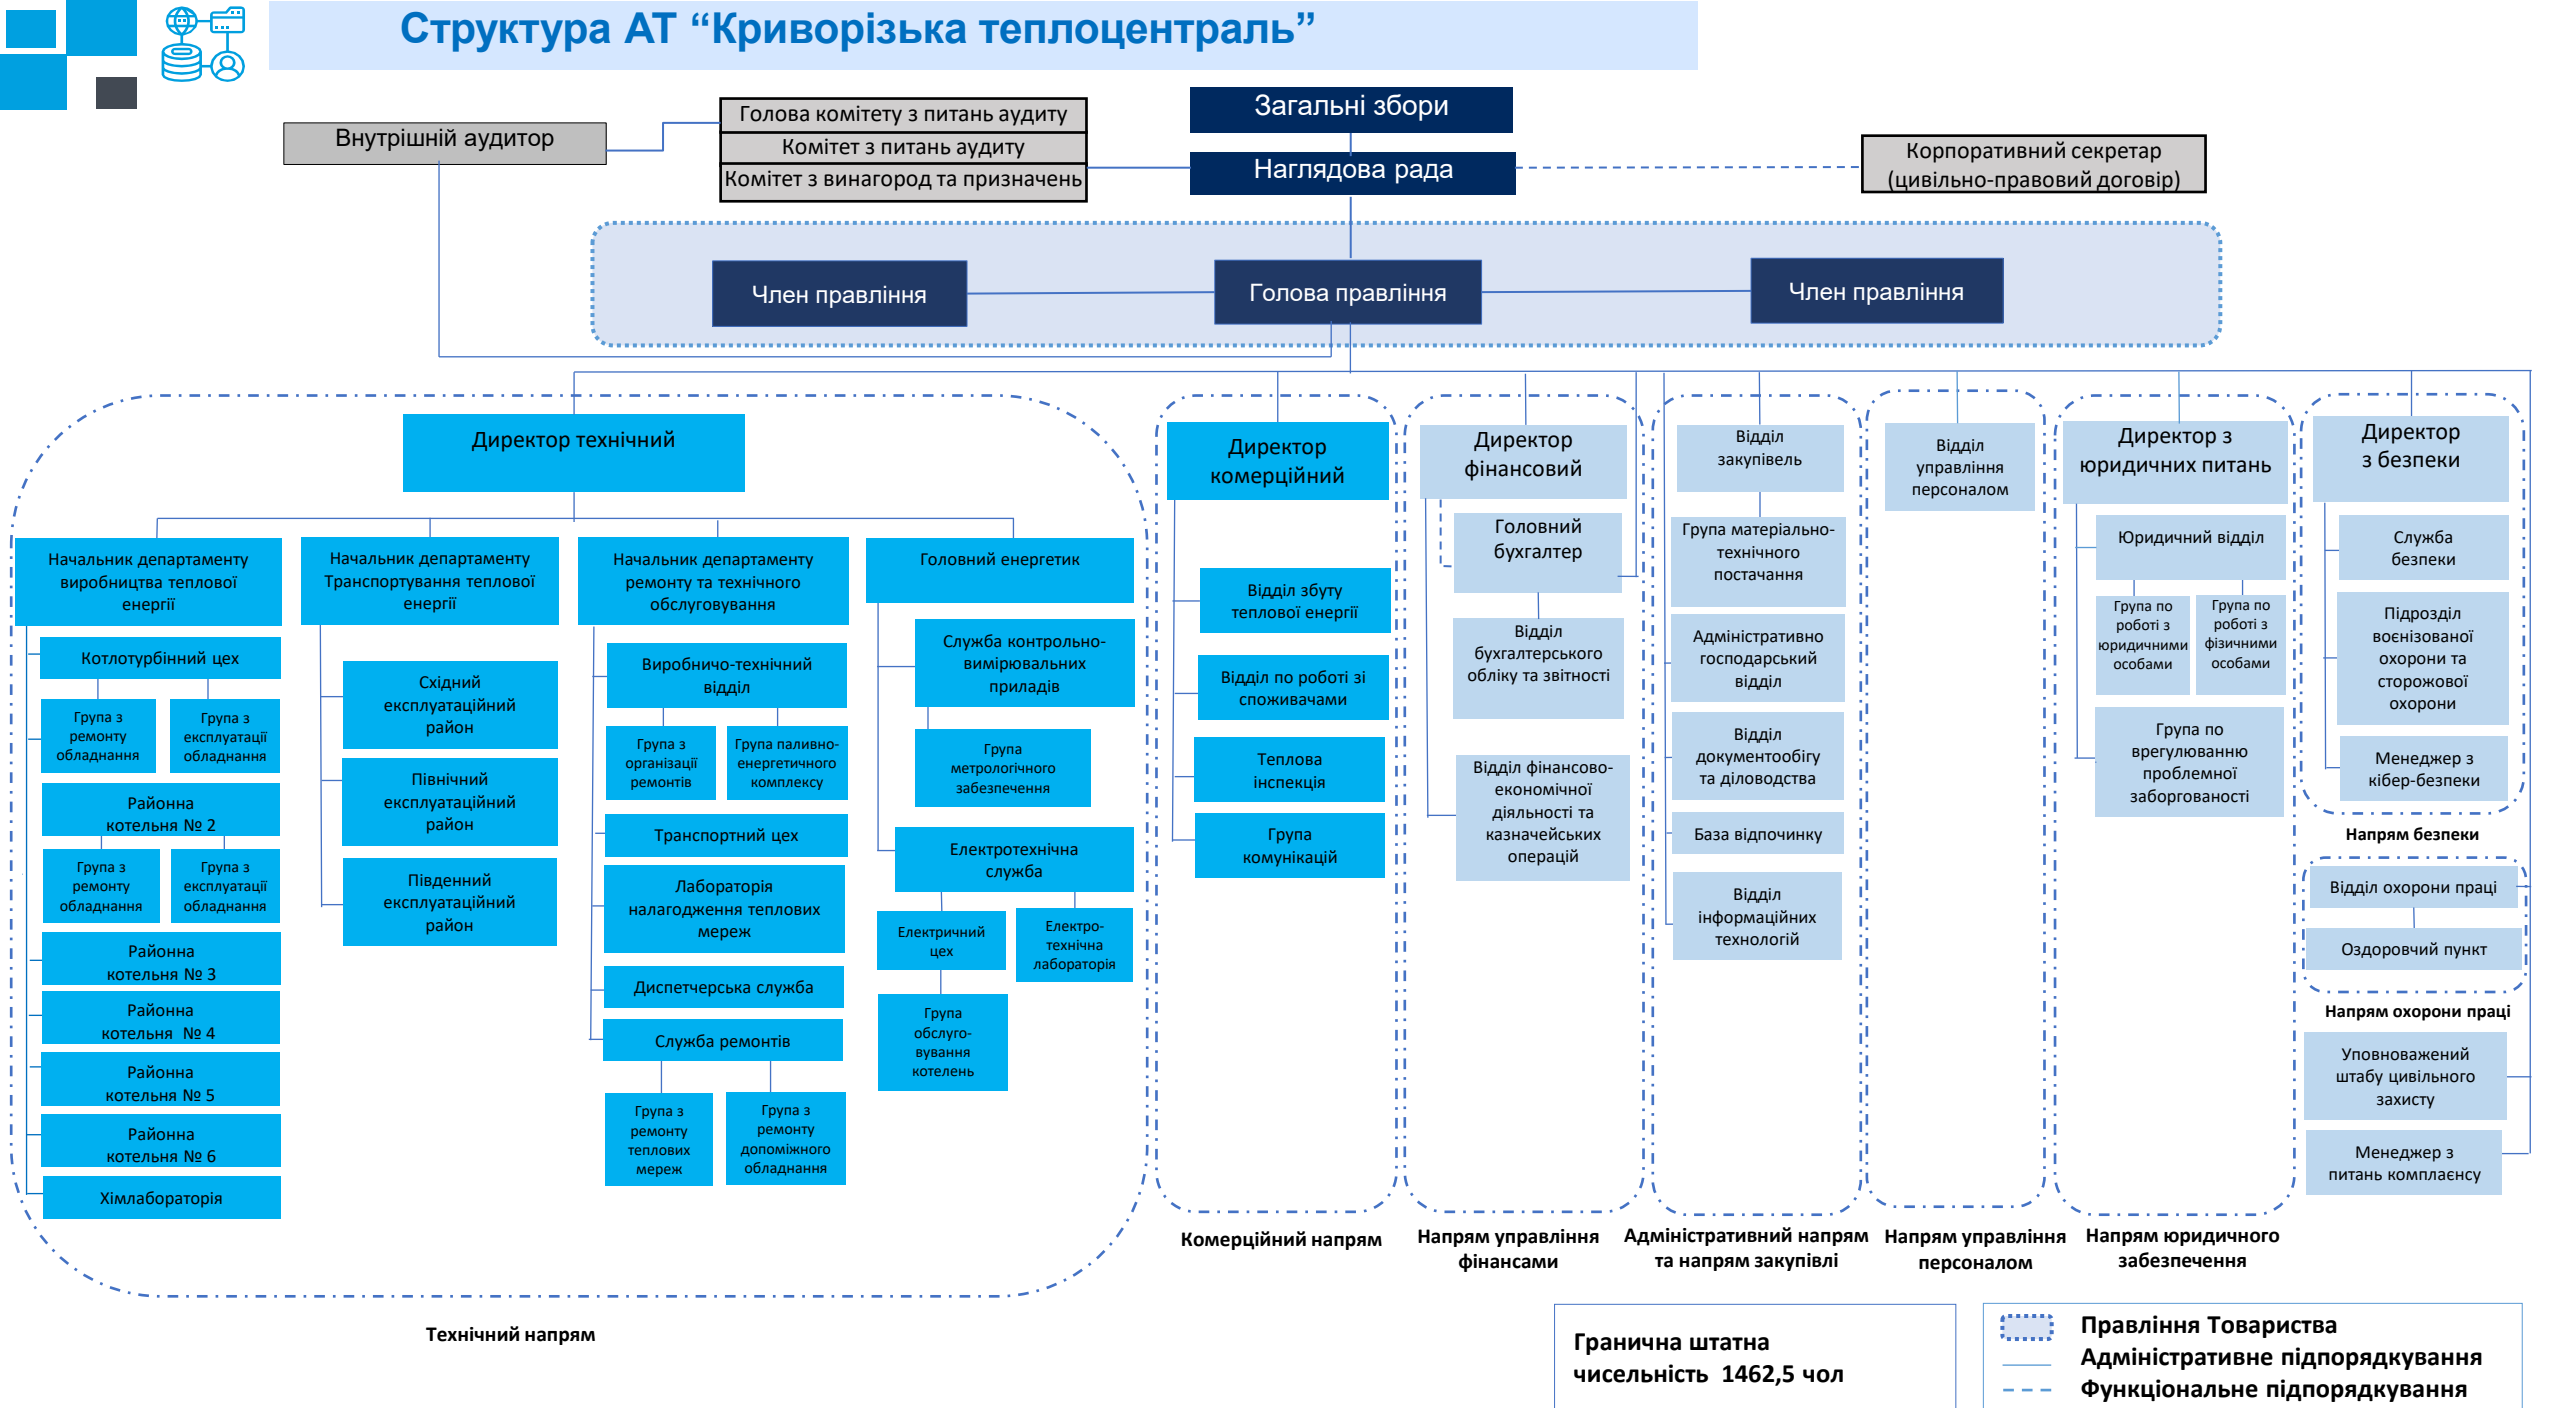 Структура АТ “Криворізька теплоцентраль”
Внутрішній аудитор
Голова комітету з питань аудиту
Комітет з питань аудиту
Комітет з винагород та призначень
Загальні збори
Наглядова рада
Корпоративний секретар
(цивільно-правовий договір)
Член правління
Голова правління
Член правління
Директор технічний
Начальник департаменту
виробництва теплової
енергії
Котлотурбінний цех
Група з
ремонту
обладнання
Група з
експлуатації
обладнання
Районна
котельня № 2
Група з
ремонту
обладнання
Група з
експлуатації
обладнання
Районна
котельня № 3
Районна
котельня  № 4
Районна
котельня № 5
Районна
котельня № 6
Хімлабораторія
Начальник департаменту
Транспортування теплової
енергії
Східний
експлуатаційний
район
Північний
експлуатаційний
район
Південний
експлуатаційний
район
Начальник департаменту
ремонту та технічного
обслуговування
Виробничо-технічний
відділ
Група з
організації
ремонтів
Група паливно-
енергетичного
комплексу
Транспортний цех
Лабораторія
налагодження теплових
мереж
Диспетчерська служба
Служба ремонтів
Група з
ремонту
теплових
мереж
Група з
ремонту
допоміжного
обладнання
Головний енергетик
Служба контрольно-
вимірювальних
приладів
Група
метрологічного
забезпечення
Електротехнічна
служба
Електричний
цех
Електро-
технічна
лабораторія
Група
обслуго-
вування
котелень
Технічний напрям
Директор
комерційний
Відділ збуту
теплової енергії
Відділ по роботі зі
споживачами
Теплова
інспекція
Група
комунікацій
Комерційний напрям
Директор
фінансовий
Головний
бухгалтер
Відділ
бухгалтерського
обліку та звітності
Відділ фінансово-
економічної
діяльності та
казначейських
операцій
Напрям управління
фінансами
Відділ
закупівель
Група матеріально-
технічного
постачання
Адміністративно
господарський
відділ
Відділ
документообігу
та діловодства
База відпочинку
Відділ
інформаційних
технологій
Адміністративний напрям
та напрям закупівлі
Відділ
управління
персоналом
Напрям управління
персоналом
Директор з
юридичних питань
Юридичний відділ
Група по
роботі з
юридичними
особами
Група по
роботі з
фізичними
особами
Група по
врегулюванню
проблемної
заборгованості
Напрям юридичного
забезпечення
Директор
з безпеки
Служба
безпеки
Підрозділ
воєнізованої
охорони та
сторожової
охорони
Менеджер з
кібер-безпеки
Напрям безпеки
Відділ охорони праці
Оздоровчий пункт
Напрям охорони праці
Уповноважений
штабу цивільного
захисту
Менеджер з
питань комплаєнсу
Гранична штатна
чисельність  1462,5 чол
Правління Товариства
Адміністративне підпорядкування
Функціональне підпорядкування